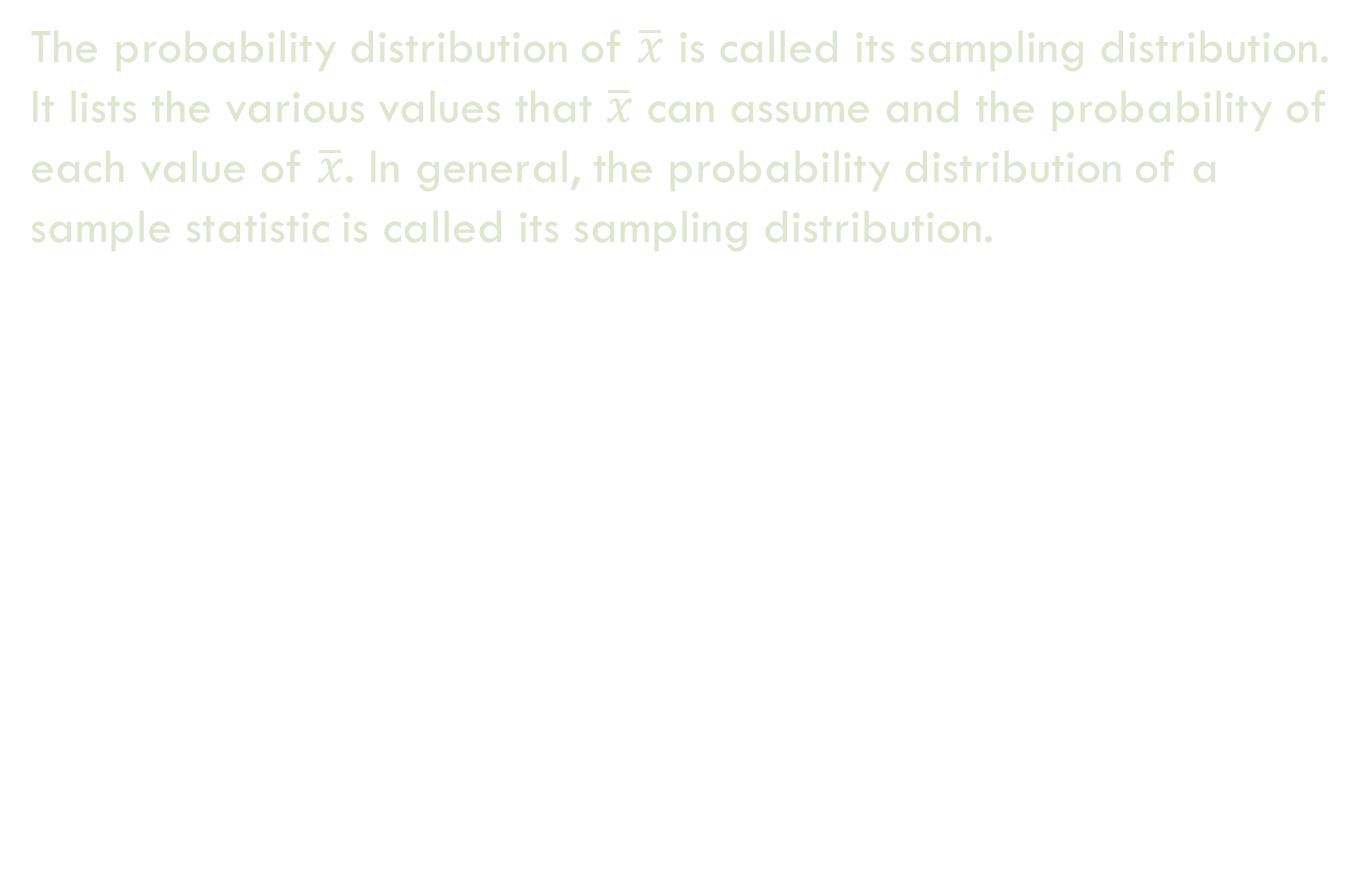 The probability distribution of x̅ is called its sampling distribution.
It lists the various values that x̅ can assume and the probability of
each value of x̅. In general, the probability distribution of a
sample statistic is called its sampling distribution.